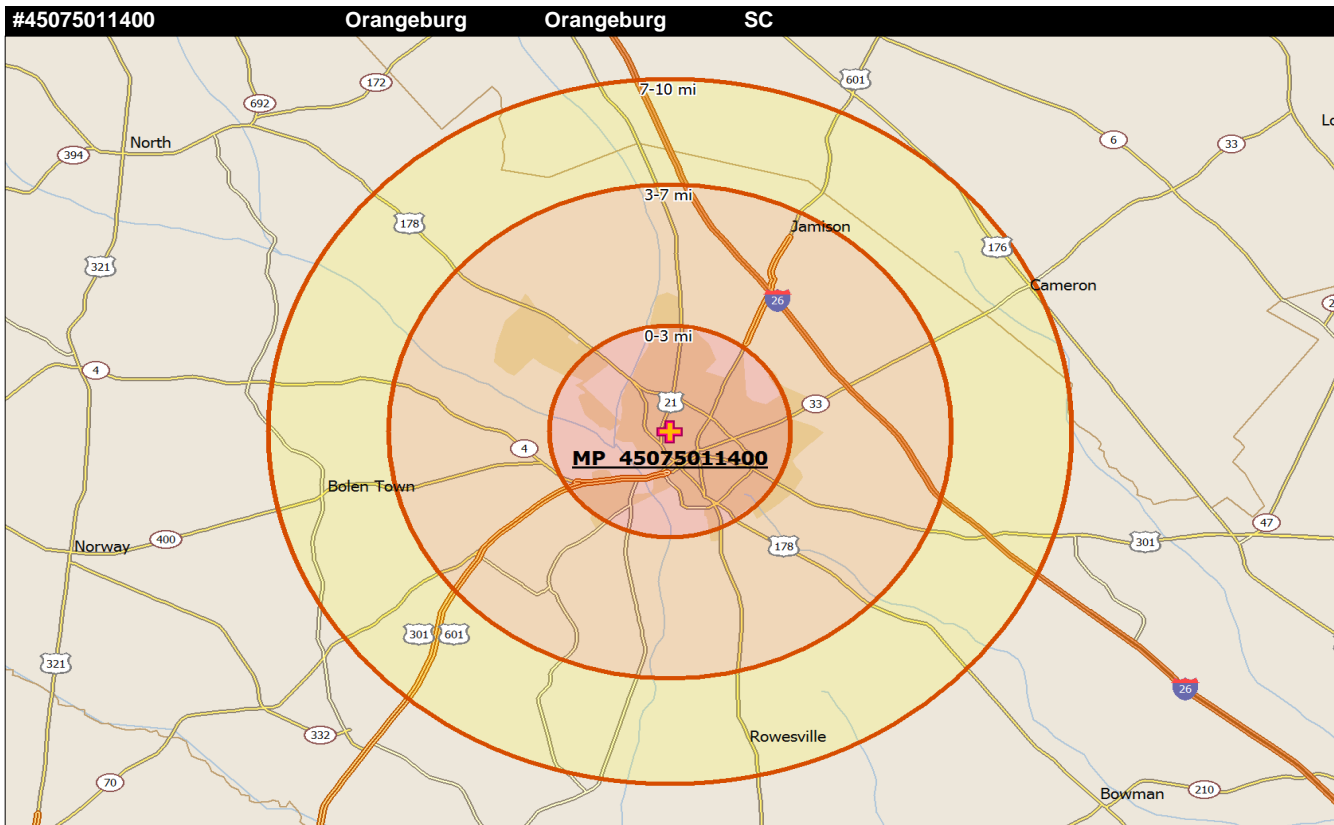 #45075011400 Orangeburg Orangeburg SC
7-10 mi
172
601
692
North
394
6
33
Lo
3-7 mi
178
Jamison
176
321
26
Cameron
2
0-3 mi
4
21
33
4
MP 45075011400
Bolen Town
47
Norway
400
178
301
301
601
321
26
332
Rowesville
70
Bowman
210